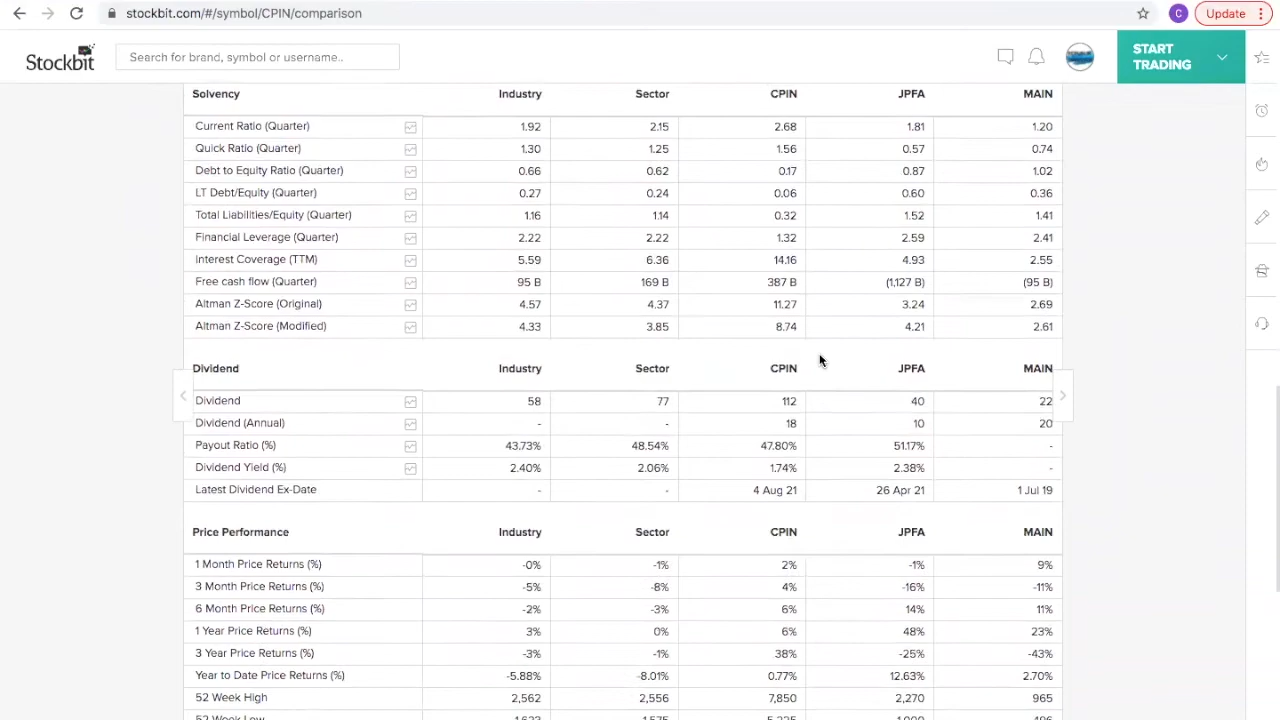 stockbit.com/#/symbol/CPIN/comparison C Update
Stockbit Search for brand, symbol or username.. START TRADING
Solvency Industry Sector CPIN JPFA MAIN
Current Ratio (Quarter) 1.92 2.15 2.68 1.81 1.20
Quick Ratio (Quarter) 1.30 1.25 1.56 0.57 0.74
Debt to Equity Ratio (Quarter) 0.66 0.62 0.17 0.87 1.02
LT Debt/Equity (Quarter) 0.27 0.24 0.06 0.60 0.36
Total Liabilities/Equity (Quarter) 1.16 1.14 0.32 1.52 1.41
Financial Leverage (Quarter) 2.22 2.22 1.32 2.59 2.41
Interest Coverage (TTM) 5.59 6.36 14.16 4.93 2.55
Free cash flow (Quarter) 95 B 169 B 387 B (1,127 B) (95 B)
Altman Z-Score (Original) 4.57 4.37 11.27 3.24 2.69
Altman Z-Score (Modified) 4.33 3.85 8.74 4.21 2.61
Dividend Industry Sector CPIN JPFA MAIN
Dividend 58 77 112 40 22
Dividend (Annual) - - 18 10 20
Payout Ratio (%) 43.73% 48.54% 47.80% 51.17% -
Dividend Yield (%) 2.40% 2.06% 1.74% 2.38% -
Latest Dividend Ex-Date - - 4 Aug 21 26 Apr 21 1 Jul 19
Price Performance Industry Sector CPIN JPFA MAIN
1 Month Price Returns (%) -0% -1% 2% -1% 9%
3 Month Price Returns (%) -5% -8% 4% -16% -11%
6 Month Price Returns (%) -2% -3% 6% 14% 11%
1 Year Price Returns (%) 3% 0% 6% 48% 23%
3 Year Price Returns (%) -3% -1% 38% -25% -43%
Year to Date Price Returns (%) -5.88% -8.01% 0.77% 12.63% 2.70%
52 Week High 2,562 2,556 7,850 2,270 965
52 Week Low